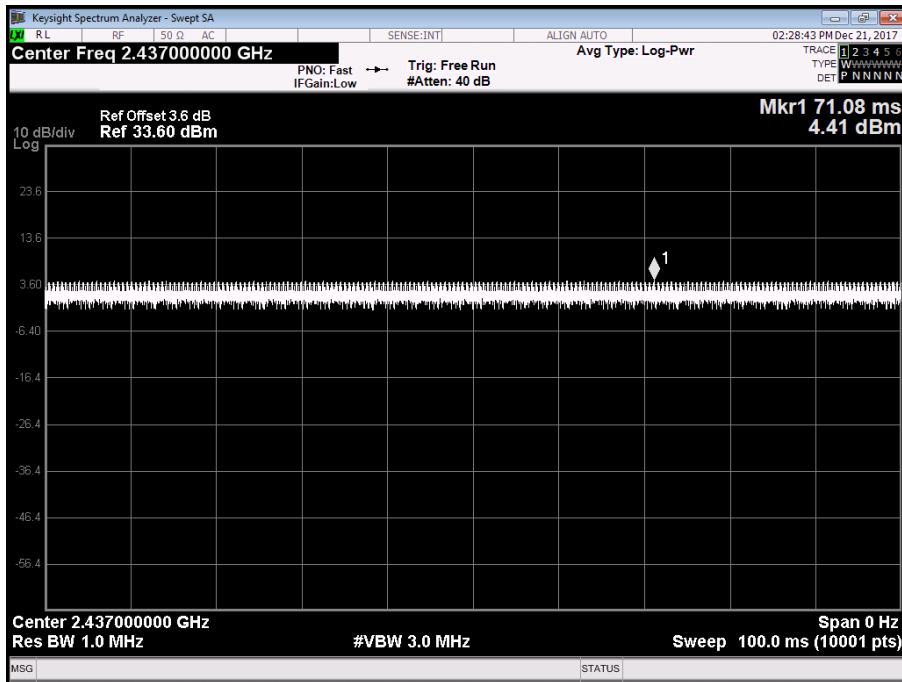 Keysight Spectrum Analyzer - Swept SA
LXI RL RF 50 Ω AC SENSE:INT ALIGN AUTO 02:28:43 PM Dec 21, 2017
Center Freq 2.437000000 GHz Avg Type: Log-Pwr TRACE 1 2 3 4 5 6
PNO: Fast Trig: Free Run TYPE WWWWWW
IFGain:Low #Atten: 40 dB DET P NNNNN
Mkr1 71.08 ms
4.41 dBm
Ref Offset 3.6 dB
10 dB/div Ref 33.60 dBm
Log
23.6
13.6
1
3.60
-6.40
-16.4
-26.4
-36.4
-46.4
-56.4
Center 2.437000000 GHz Span 0 Hz
Res BW 1.0 MHz #VBW 3.0 MHz Sweep 100.0 ms (10001 pts)
MSG STATUS